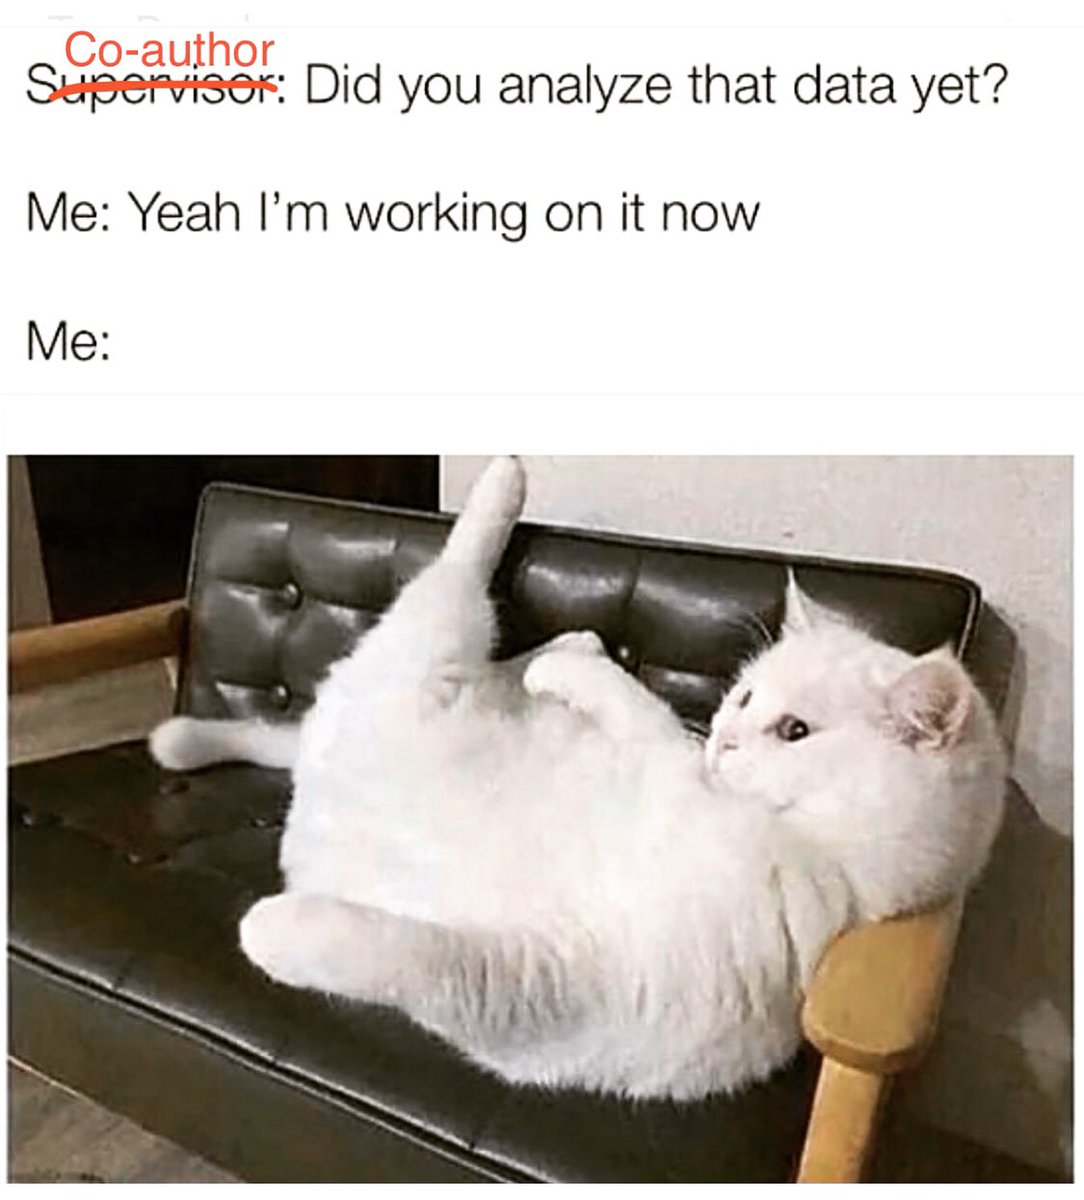 Co-author
Supervisor: Did you analyze that data yet?
Me: Yeah I'm working on it now
Me: